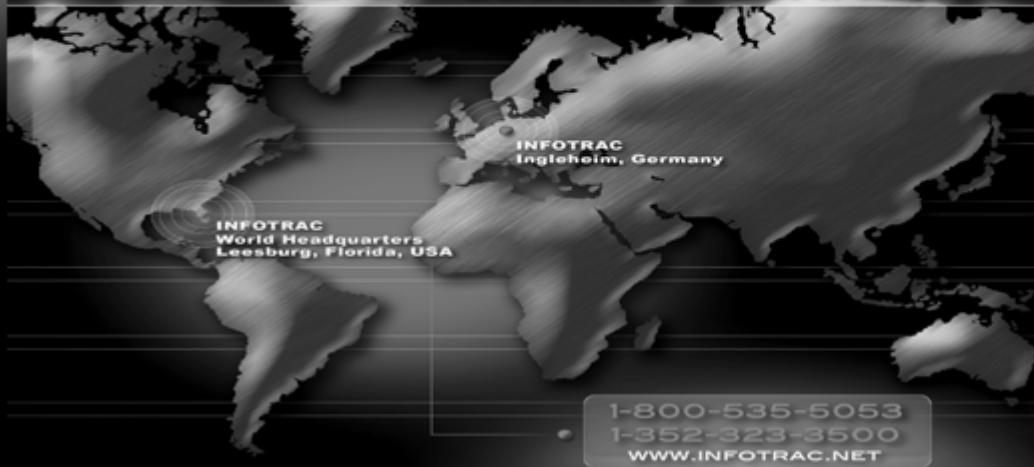 INFOTRAC
Ingleheim, Germany
INFOTRAC
World Headquarters
Leesburg, Florida, USA
1-800-535-5053
1-352-323-3500
WWW.INFOTRAC.NET